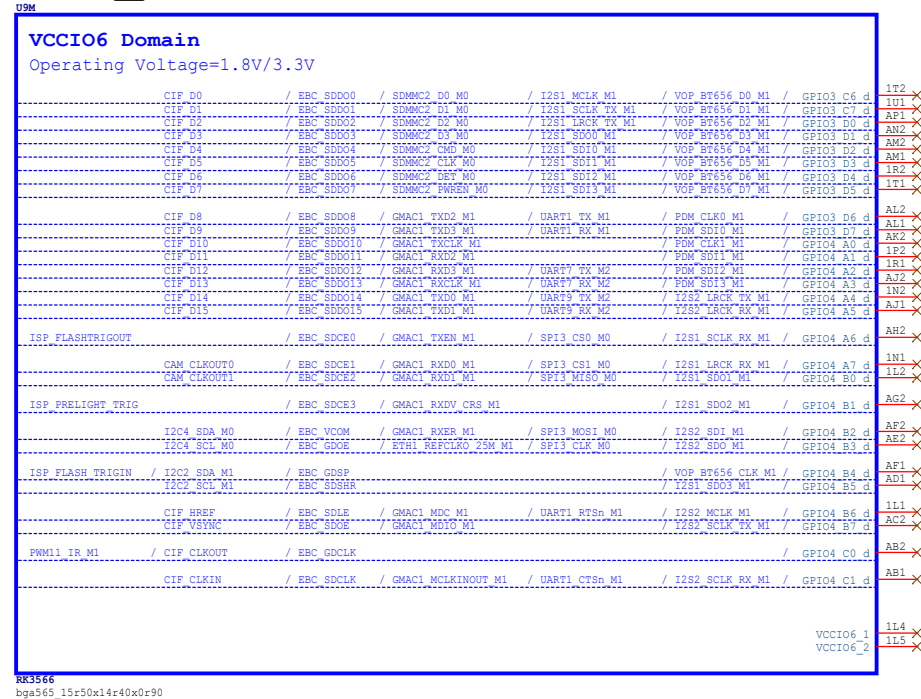 U9M
VCCIO6 Domain
Operating Voltage=1.8V/3.3V
CIF_D0 / EBC_SDDO0 / SDMMC2_D0_M0 / I2S1_MCLK_M1 / VOP_BT656_D0_M1 / GPIO3_C6_d 1T2
CIF_D1 / EBC_SDDO1 / SDMMC2_D1_M0 / I2S1_SCLK_TX_M1 / VOP_BT656_D1_M1 / GPIO3_C7_d 1U1
CIF_D2 / EBC_SDDO2 / SDMMC2_D2_M0 / I2S1_LRCK_TX_M1 / VOP_BT656_D2_M1 / GPIO3_D0_d AP1
CIF_D3 / EBC_SDDO3 / SDMMC2_D3_M0 / I2S1_SDO0_M1 / VOP_BT656_D3_M1 / GPIO3_D1_d AN2
CIF_D4 / EBC_SDDO4 / SDMMC2_CMD_M0 / I2S1_SDI0_M1 / VOP_BT656_D4_M1 / GPIO3_D2_d AM2
CIF_D5 / EBC_SDDO5 / SDMMC2_CLK_M0 / I2S1_SDI1_M1 / VOP_BT656_D5_M1 / GPIO3_D3_d AM1
CIF_D6 / EBC_SDDO6 / SDMMC2_DET_M0 / I2S1_SDI2_M1 / VOP_BT656_D6_M1 / GPIO3_D4_d 1R2
CIF_D7 / EBC_SDDO7 / SDMMC2_PWREN_M0 / I2S1_SDI3_M1 / VOP_BT656_D7_M1 / GPIO3_D5_d 1T1
CIF_D8 / EBC_SDDO8 / GMAC1_TXD2_M1 / UART1_TX_M1 / PDM_CLK0_M1 / GPIO3_D6_d AL2
CIF_D9 / EBC_SDDO9 / GMAC1_TXD3_M1 / UART1_RX_M1 / PDM_SDI0_M1 / GPIO3_D7_d AL1
CIF_D10 / EBC_SDDO10 / GMAC1_TXCLK_M1 / PDM_CLK1_M1 / GPIO4_A0_d AK2
CIF_D11 / EBC_SDDO11 / GMAC1_RXD2_M1 / PDM_SDI1_M1 / GPIO4_A1_d 1P2
CIF_D12 / EBC_SDDO12 / GMAC1_RXD3_M1 / UART7_TX_M2 / PDM_SDI2_M1 / GPIO4_A2_d 1R1
CIF_D13 / EBC_SDDO13 / GMAC1_RXCLK_M1 / UART7_RX_M2 / PDM_SDI3_M1 / GPIO4_A3_d AJ2
CIF_D14 / EBC_SDDO14 / GMAC1_TXD0_M1 / UART9_TX_M2 / I2S2_LRCK_TX_M1 / GPIO4_A4_d 1N2
CIF_D15 / EBC_SDDO15 / GMAC1_TXD1_M1 / UART9_RX_M2 / I2S2_LRCK_RX_M1 / GPIO4_A5_d AJ1
ISP_FLASHTRIGOUT / EBC_SDCE0 / GMAC1_TXEN_M1 / SPI3_CS0_M0 / I2S1_SCLK_RX_M1 / GPIO4_A6_d AH2
CAM_CLKOUT0 / EBC_SDCE1 / GMAC1_RXD0_M1 / SPI3_CS1_M0 / I2S1_LRCK_RX_M1 / GPIO4_A7_d 1N1
CAM_CLKOUT1 / EBC_SDCE2 / GMAC1_RXD1_M1 / SPI3_MISO_M0 / I2S1_SDO1_M1 / GPIO4_B0_d 1L2
ISP_PRELIGHT_TRIG / EBC_SDCE3 / GMAC1_RXDV_CRS_M1 / I2S1_SDO2_M1 / GPIO4_B1_d AG2
I2C4_SDA_M0 / EBC_VCOM / GMAC1_RXER_M1 / SPI3_MOSI_M0 / I2S2_SDI_M1 / GPIO4_B2_d AF2
I2C4_SCL_M0 / EBC_GDOE / ETH1_REFCLKO_25M_M1 / SPI3_CLK_M0 / I2S2_SDO_M1 / GPIO4_B3_d AE2
ISP_FLASH_TRIGIN / I2C2_SDA_M1 / EBC_GDSP / VOP_BT656_CLK_M1 / GPIO4_B4_d AF1
I2C2_SCL_M1 / EBC_SDSHR / I2S1_SDO3_M1 / GPIO4_B5_d AD1
CIF_HREF / EBC_SDLE / GMAC1_MDC_M1 / UART1_RTSn_M1 / I2S2_MCLK_M1 / GPIO4_B6_d 1L1
CIF_VSYNC / EBC_SDOE / GMAC1_MDIO_M1 / I2S2_SCLK_TX_M1 / GPIO4_B7_d AC2
PWM11_IR_M1 / CIF_CLKOUT / EBC_GDCLK / GPIO4_C0_d AB2
CIF_CLKIN / EBC_SDCLK / GMAC1_MCLKINOUT_M1 / UART1_CTSn_M1 / I2S2_SCLK_RX_M1 / GPIO4_C1_d AB1
VCCIO6_1 1L4
VCCIO6_2 1L5
RK3566
bga565_15r50x14r40x0r90